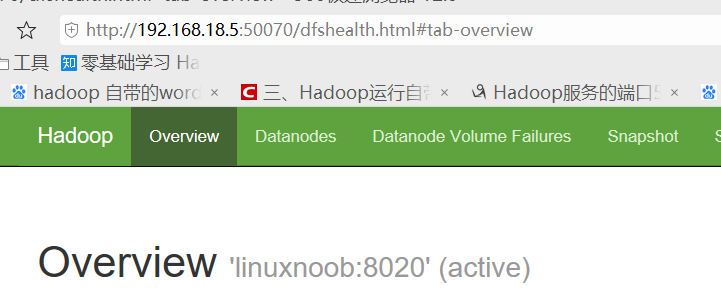 http://192.168.18.5:50070/dfshealth.html#tab-overview
工具 知 零基础学习 Ha
hadoop 自带的word × C 三、Hadoop运行自带 × Hadoop服务的端口5 ×
Hadoop Overview Datanodes Datanode Volume Failures Snapshot S
Overview 'linuxnoob:8020' (active)